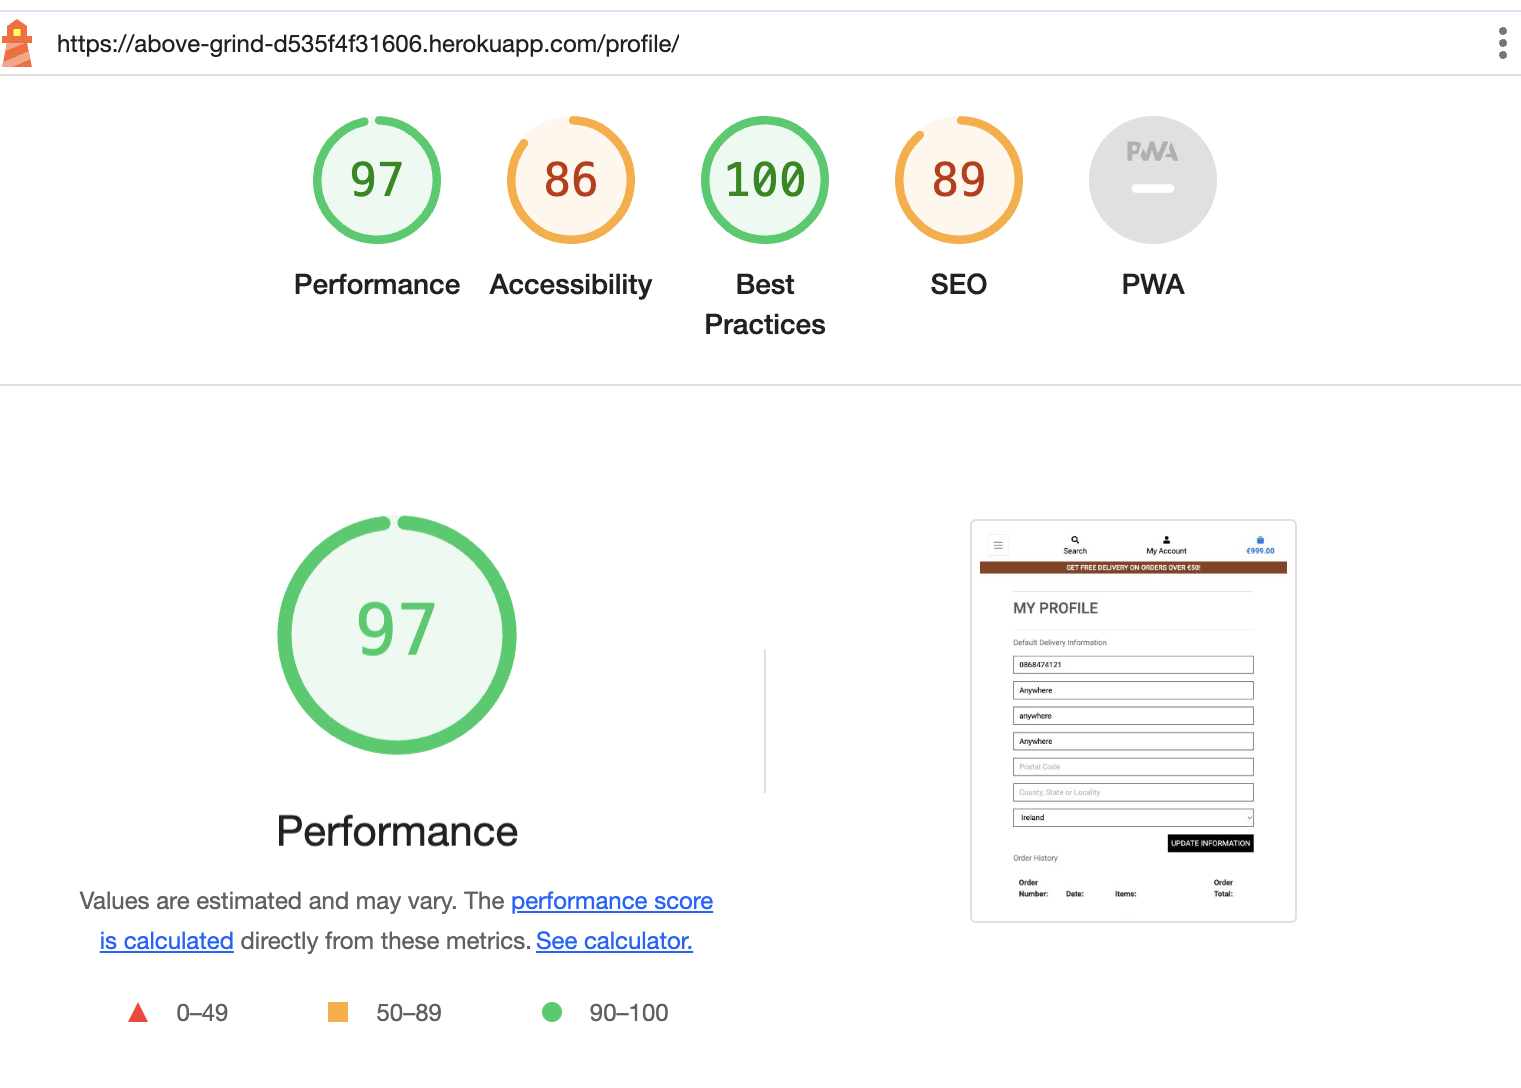 https://above-grind-d535f4f31606.herokuapp.com/profile/
97
86
100
89
PWA
Performance
Accessibility
Best
Practices
SEO
PWA
97
Performance
Values are estimated and may vary. The performance score
is calculated directly from these metrics. See calculator.
0–49
50–89
90–100
Search
My Account
€999.00
GET FREE DELIVERY ON ORDERS OVER €50!
MY PROFILE
Default Delivery Information
0868474121
Anywhere
anywhere
Anywhere
Postal Code
County, State or Locality
Ireland
UPDATE INFORMATION
Order History
Order
Number:
Date:
Items:
Order
Total: